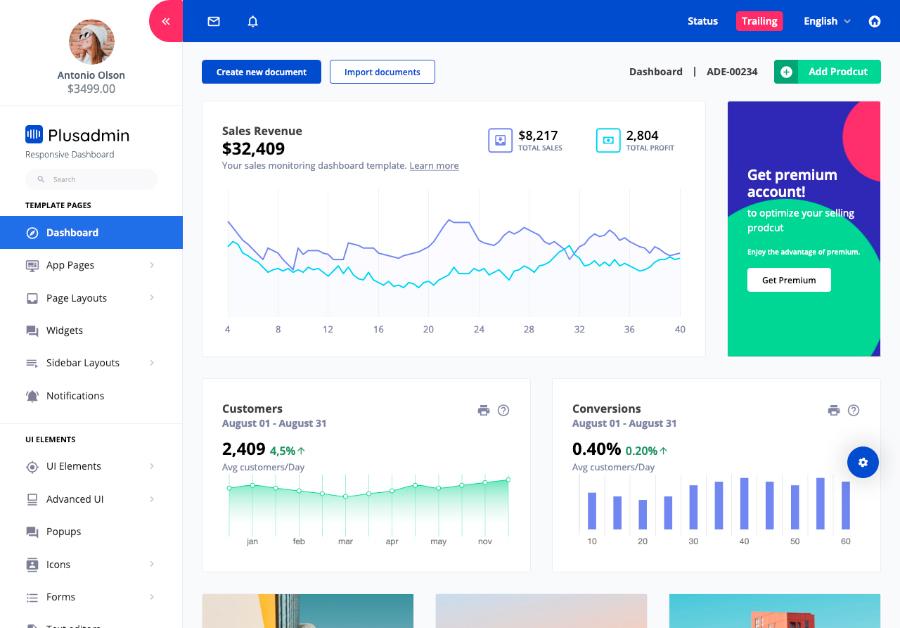 Antonio Olson
$3499.00
Plusadmin
Responsive Dashboard
Search
TEMPLATE PAGES
Dashboard
App Pages
Page Layouts
Widgets
Sidebar Layouts
Notifications
UI ELEMENTS
UI Elements
Advanced UI
Popups
Icons
Forms
Text editors
Status
Trailing
English
Create new document
Import documents
Dashboard | ADE-00234
Add Prodcut
Sales Revenue
$32,409
Your sales monitoring dashboard template. Learn more
$8,217
TOTAL SALES
2,804
TOTAL PROFIT
4 8 12 16 20 24 28 32 36 40
Get premium
account!
to optimize your selling
prodcut
Enjoy the advantage of premium.
Get Premium
Customers
August 01 - August 31
2,409 4,5%↑
Avg customers/Day
jan feb mar apr may nov
Conversions
August 01 - August 31
0.40% 0.20%↑
Avg customers/Day
10 20 30 40 50 60